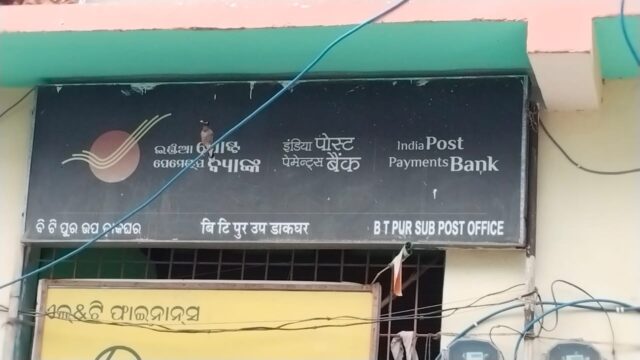 ଇଣ୍ଡିଆ ପୋଷ୍ଟ
ପେମେଣ୍ଟସ୍ ବ୍ୟାଙ୍କ
इंडिया पोस्ट
पेमेन्ट्स बैंक
India Post
Payments Bank
ବି ଟି ପୁର ଉପ ଡାକଘର
बि टि पुर उप डाकघर
B T PUR SUB POST OFFICE
ଏଲ୍&ଟି ଫାଇନାନ୍ସ